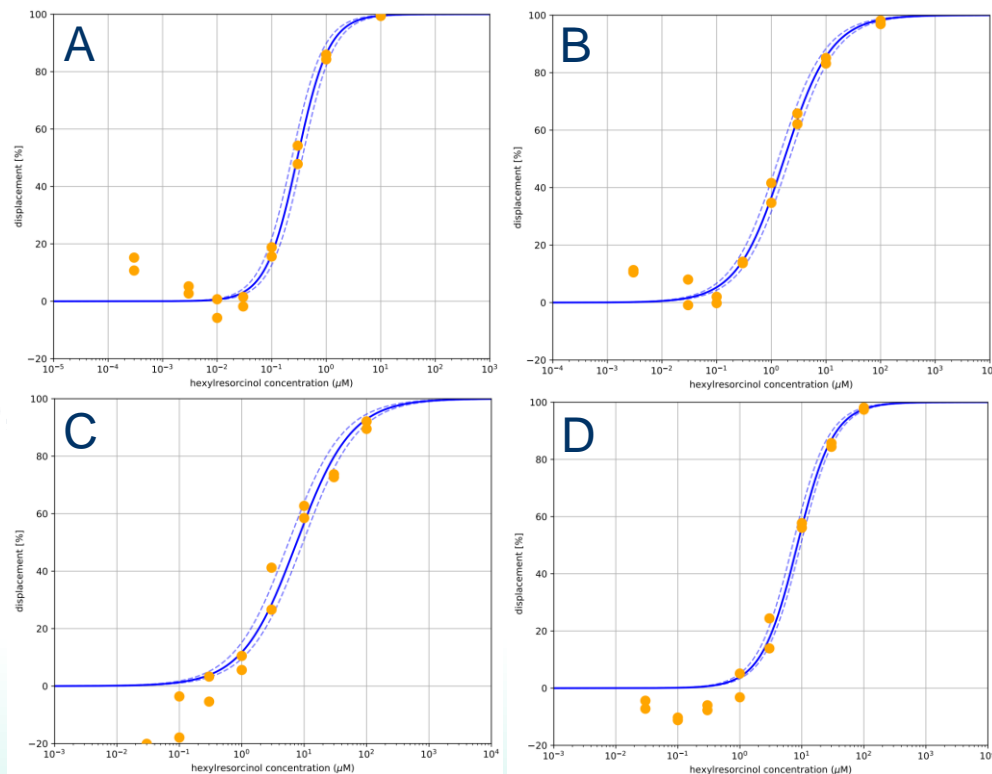 A
100
80
60
40
20
0
−20
displacement [%]
10⁻⁵ 10⁻⁴ 10⁻³ 10⁻² 10⁻¹ 10⁰ 10¹ 10² 10³
hexylresorcinol concentration (μM)
B
100
80
60
40
20
0
−20
displacement [%]
10⁻⁴ 10⁻³ 10⁻² 10⁻¹ 10⁰ 10¹ 10² 10³ 10⁴
hexylresorcinol concentration (μM)
C
100
80
60
40
20
0
−20
displacement [%]
10⁻³ 10⁻² 10⁻¹ 10⁰ 10¹ 10² 10³ 10⁴
hexylresorcinol concentration (μM)
D
100
80
60
40
20
0
−20
displacement [%]
10⁻³ 10⁻² 10⁻¹ 10⁰ 10¹ 10² 10³
hexylresorcinol concentration (μM)